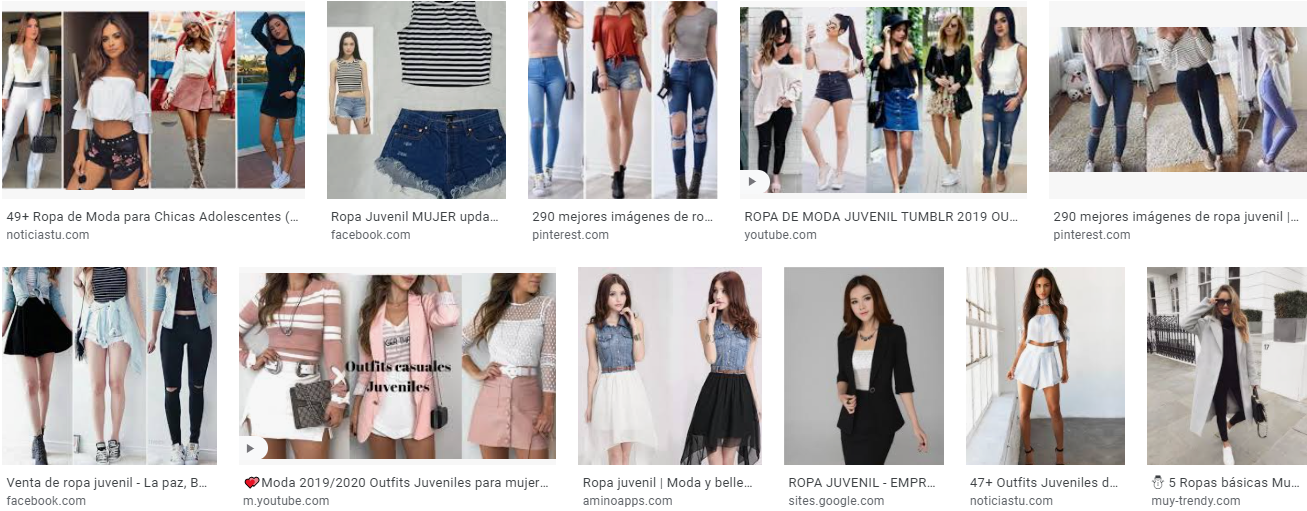 49+ Ropa de Moda para Chicas Adolescentes (...
noticiastu.com
Ropa Juvenil MUJER upda...
facebook.com
290 mejores imágenes de ro...
pinterest.com
ROPA DE MODA JUVENIL TUMBLR 2019 OU...
youtube.com
290 mejores imágenes de ropa juvenil |...
pinterest.com
Outfits casuales
Juveniles
17
Venta de ropa juvenil - La paz, B...
facebook.com
💘Moda 2019/2020 Outfits Juveniles para mujer...
m.youtube.com
Ropa juvenil | Moda y belle...
aminoapps.com
ROPA JUVENIL - EMPR...
sites.google.com
47+ Outfits Juveniles d...
noticiastu.com
☃ 5 Ropas básicas Mu...
muy-trendy.com